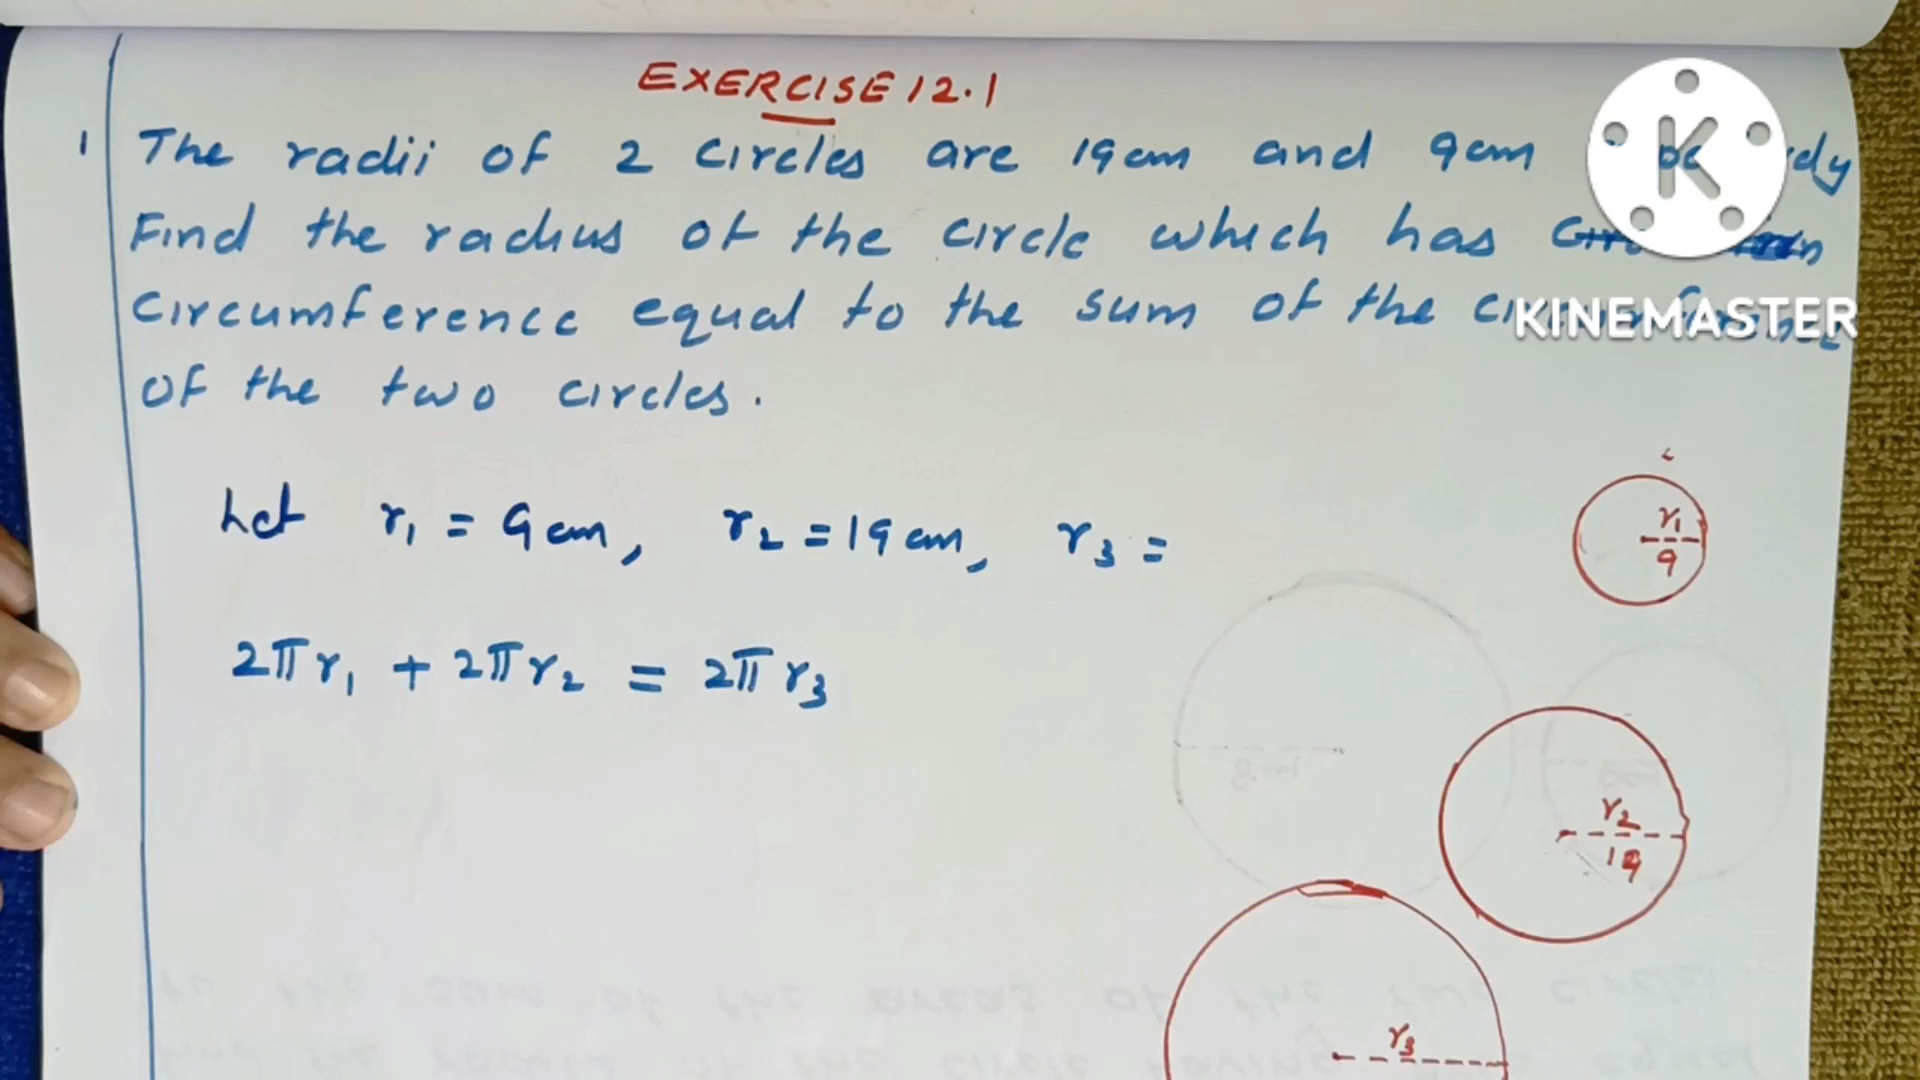 EXERCISE 12.1
1 The radii of 2 circles are 19cm and 9cm
Find the radius of the circle which has
circumference equal to the sum of the
of the two circles.
KINEMASTER
Let r₁ = 9cm, r₂ = 19cm, r₃ =
r₁
9
2πr₁ + 2πr₂ = 2πr₃
r₂
19
r₃